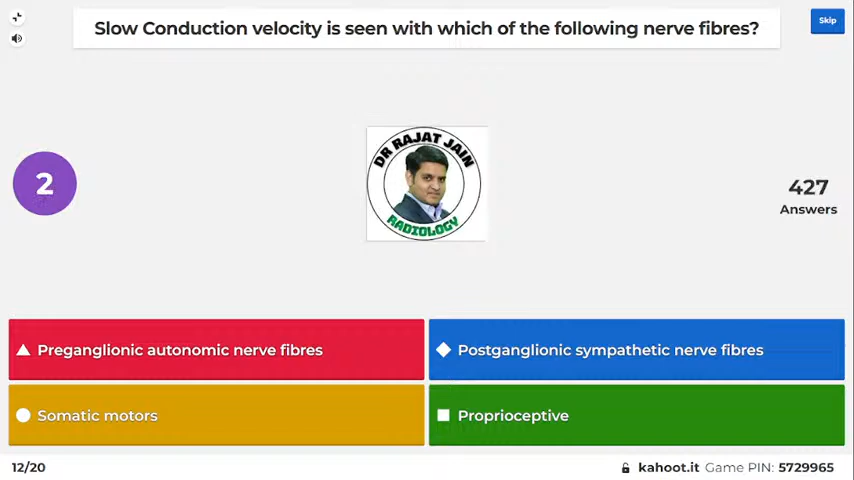 Slow Conduction velocity is seen with which of the following nerve fibres?
Skip
2
DR RAJAT JAIN
RADIOLOGY
427
Answers
Preganglionic autonomic nerve fibres
Postganglionic sympathetic nerve fibres
Somatic motors
Proprioceptive
12/20
kahoot.it Game PIN: 5729965